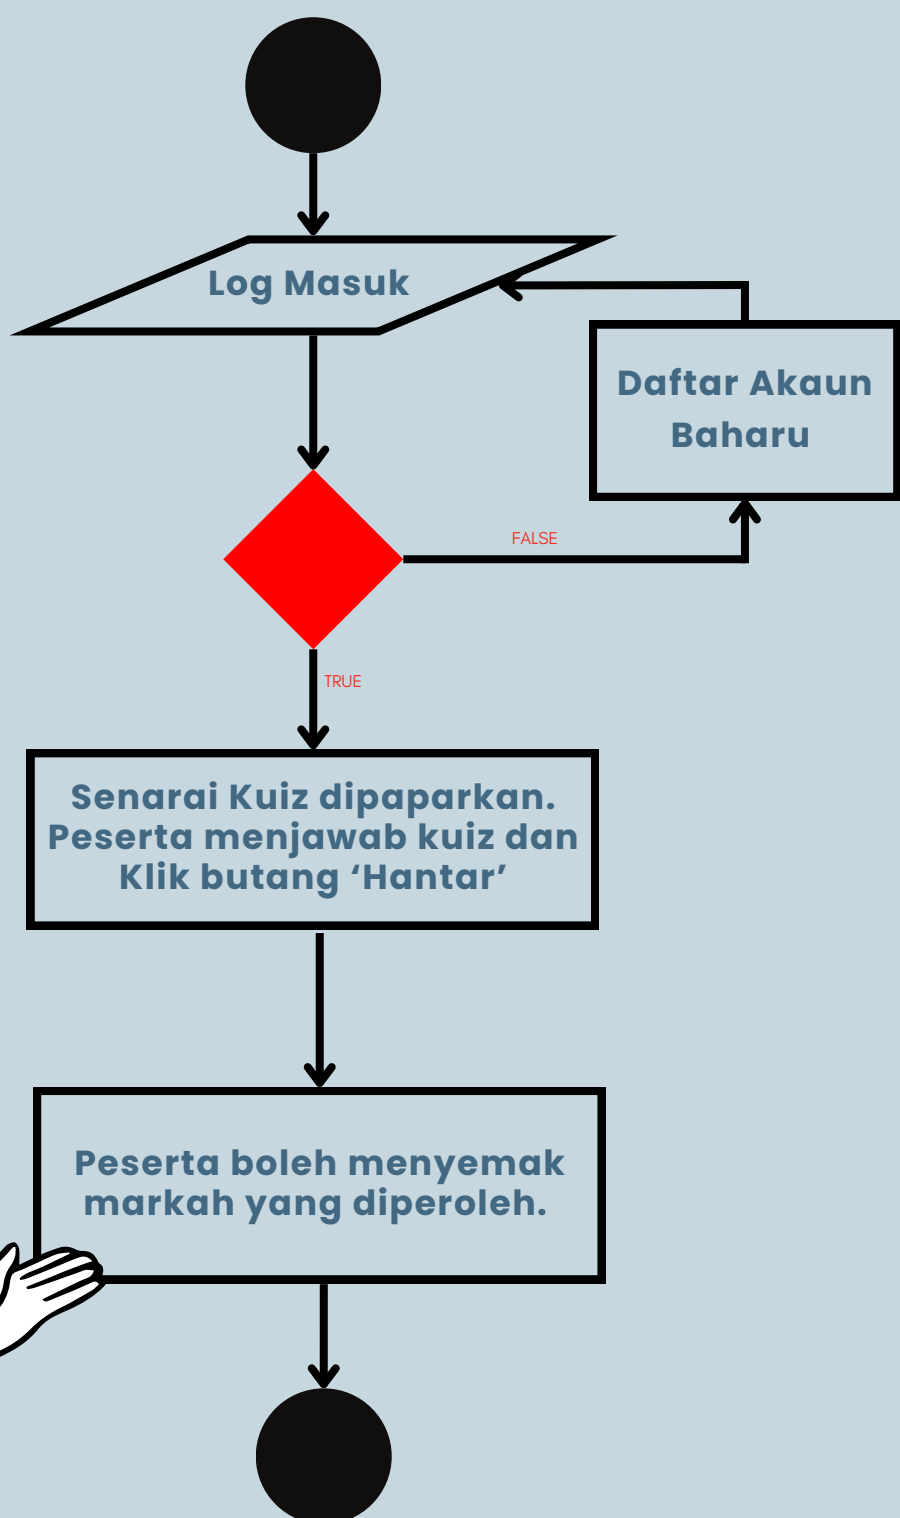 Log Masuk
Daftar Akaun
Baharu
FALSE
TRUE
Senarai Kuiz dipaparkan.
Peserta menjawab kuiz dan
Klik butang ‘Hantar’
Peserta boleh menyemak
markah yang diperoleh.